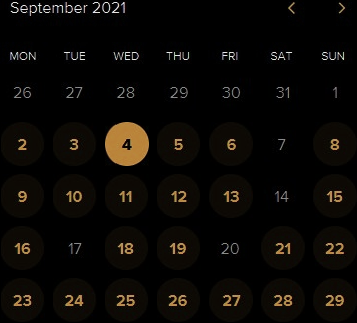 September 2021
MON TUE WED THU FRI SAT SUN
26 27 28 29 30 31 1
2 3 4 5 6 7 8
9 10 11 12 13 14 15
16 17 18 19 20 21 22
23 24 25 26 27 28 29